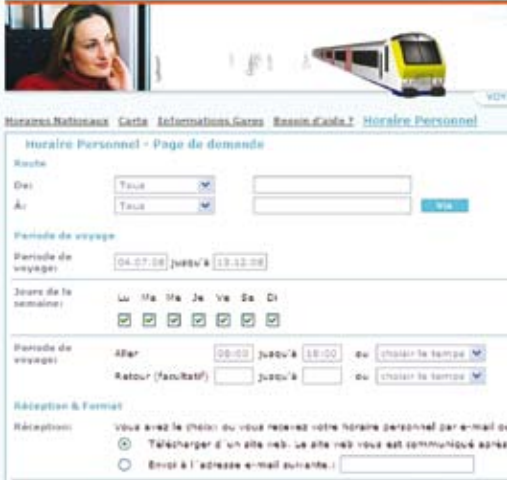 VOY
Horaires Nationaux Carte Informations Gares Besoin d'aide ? Horaire Personnel
Horaire Personnel - Page de demande
Route
De: Tous
À: Tous Via
Periode de voyage
Periode de voyage: 04.07.08 jusqu'à 13.12.08
Jours de la semaine: Lu Ma Me Je Ve Sa Di
Periode de voyage: Aller 08:00 jusqu'à 18:00 ou choisir le temps
Retour (facultatif) jusqu'à ou choisir le temps
Réception & Format
Réception: Vous avez le choix: ou vous recevez votre horaire personnel par e-mail ou
Télécharger d'un site web. Le site web vous est communiqué après
Envoi à l'adresse e-mail suivante.: